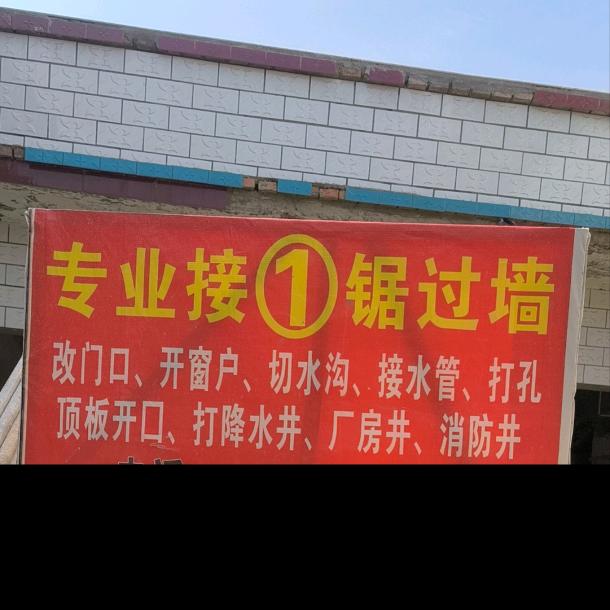 专业接①锯过墙
改门口、开窗户、切水沟、接水管、打孔
顶板开口、打降水井、厂房井、消防井